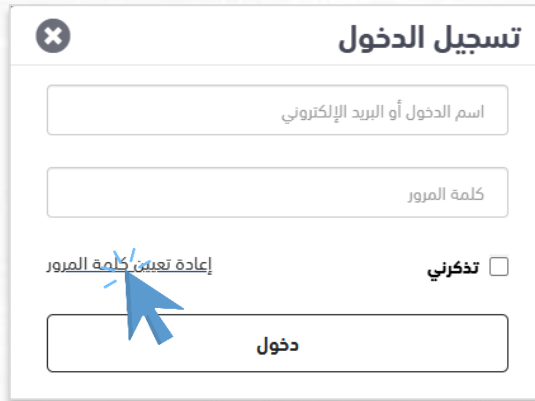 تسجيل الدخول
اسم الدخول أو البريد الإلكتروني
كلمة المرور
تذكرني
إعادة تعيين كلمة المرور
دخول